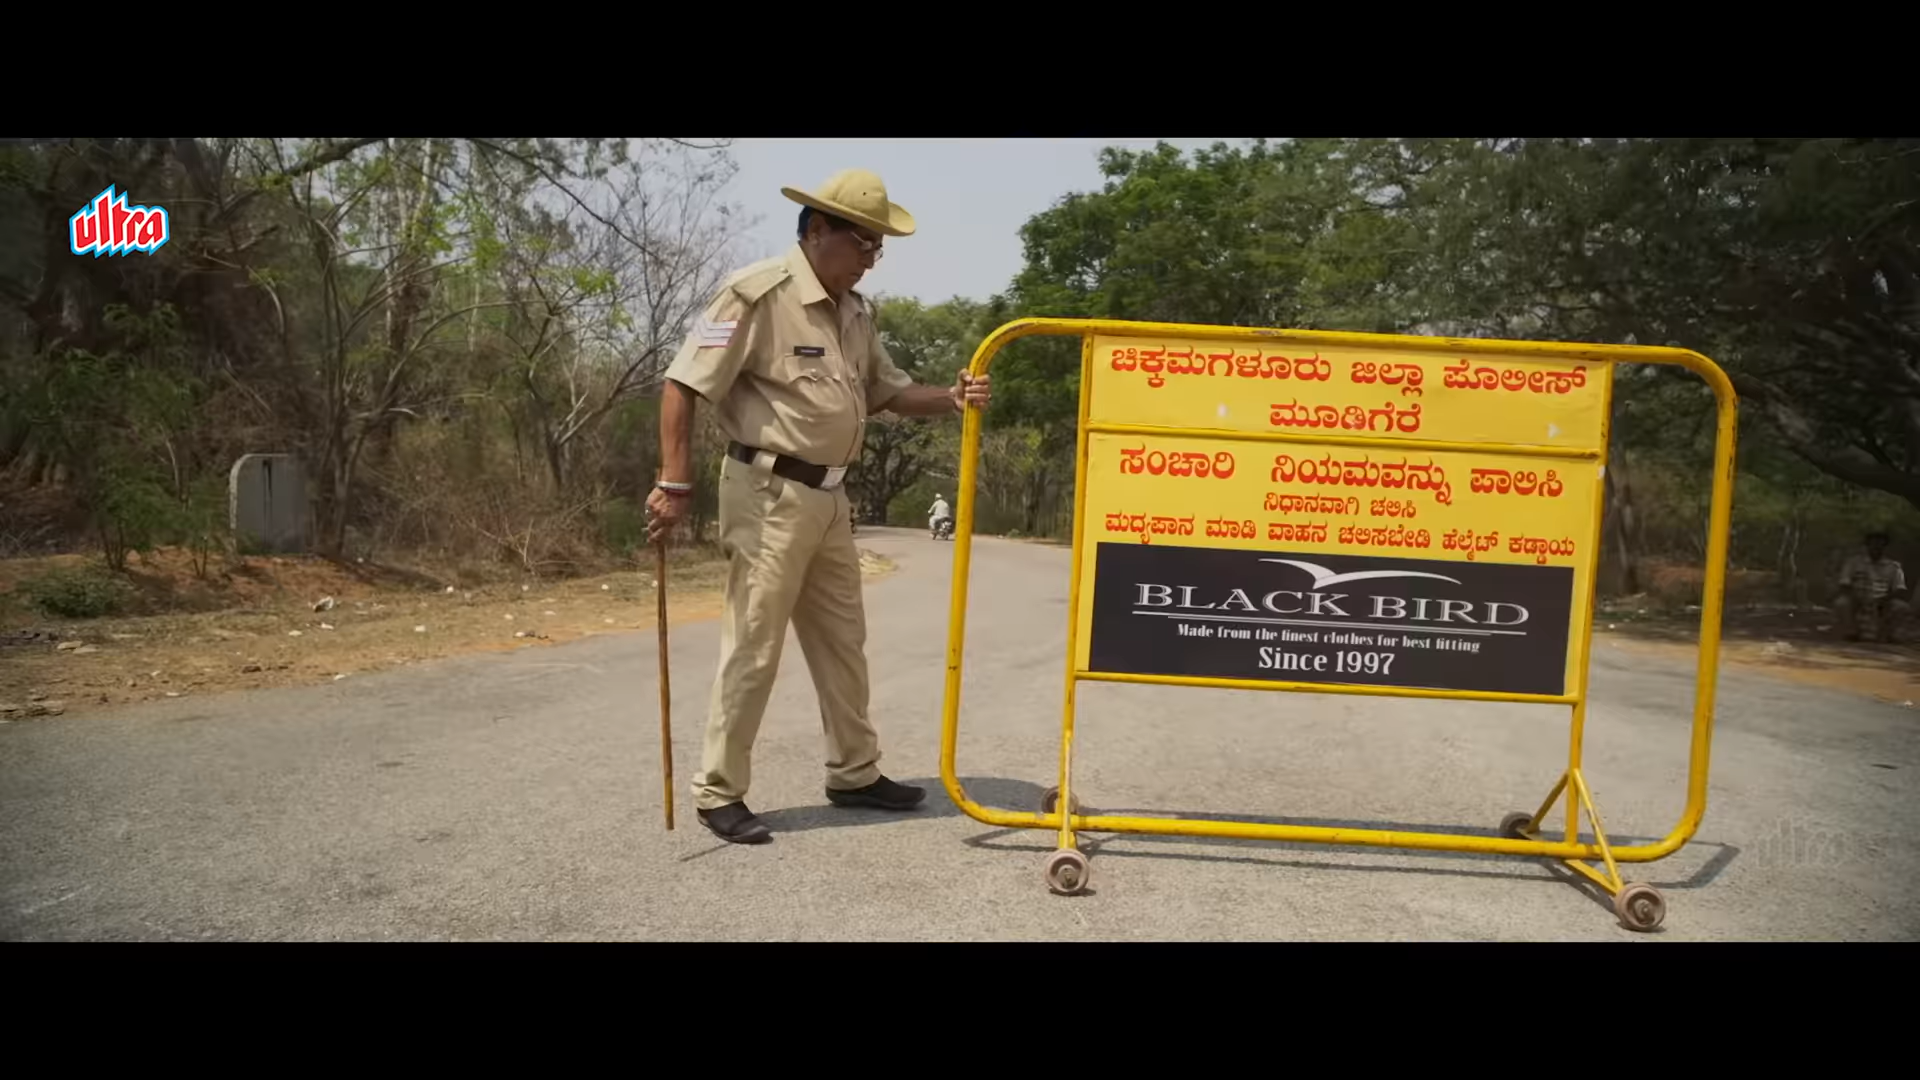 ultra
ಚಿಕ್ಕಮಗಳೂರು ಜಿಲ್ಲಾ ಪೊಲೀಸ್
ಮೂಡಿಗೆರೆ
ಸಂಚಾರಿ ನಿಯಮವನ್ನು ಪಾಲಿಸಿ
ನಿಧಾನವಾಗಿ ಚಲಿಸಿ
ಮದ್ಯಪಾನ ಮಾಡಿ ವಾಹನ ಚಲಿಸಬೇಡಿ ಹೆಲ್ಮೆಟ್ ಕಡ್ಡಾಯ
BLACK BIRD
Made from the finest clothes for best fitting
Since 1997
ultra